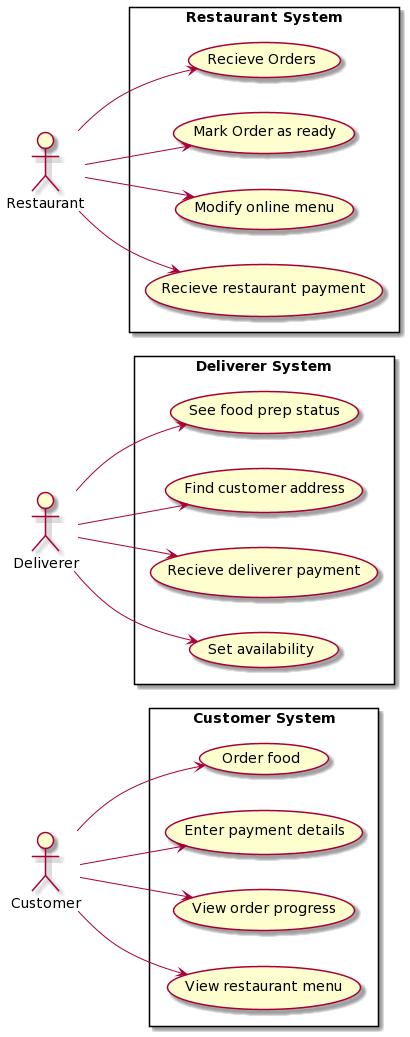 Restaurant System
Recieve Orders
Mark Order as ready
Restaurant
Modify online menu
Recieve restaurant payment
Deliverer System
See food prep status
Find customer address
Deliverer
Recieve deliverer payment
Set availability
Customer System
Order food
Enter payment details
Customer
View order progress
View restaurant menu